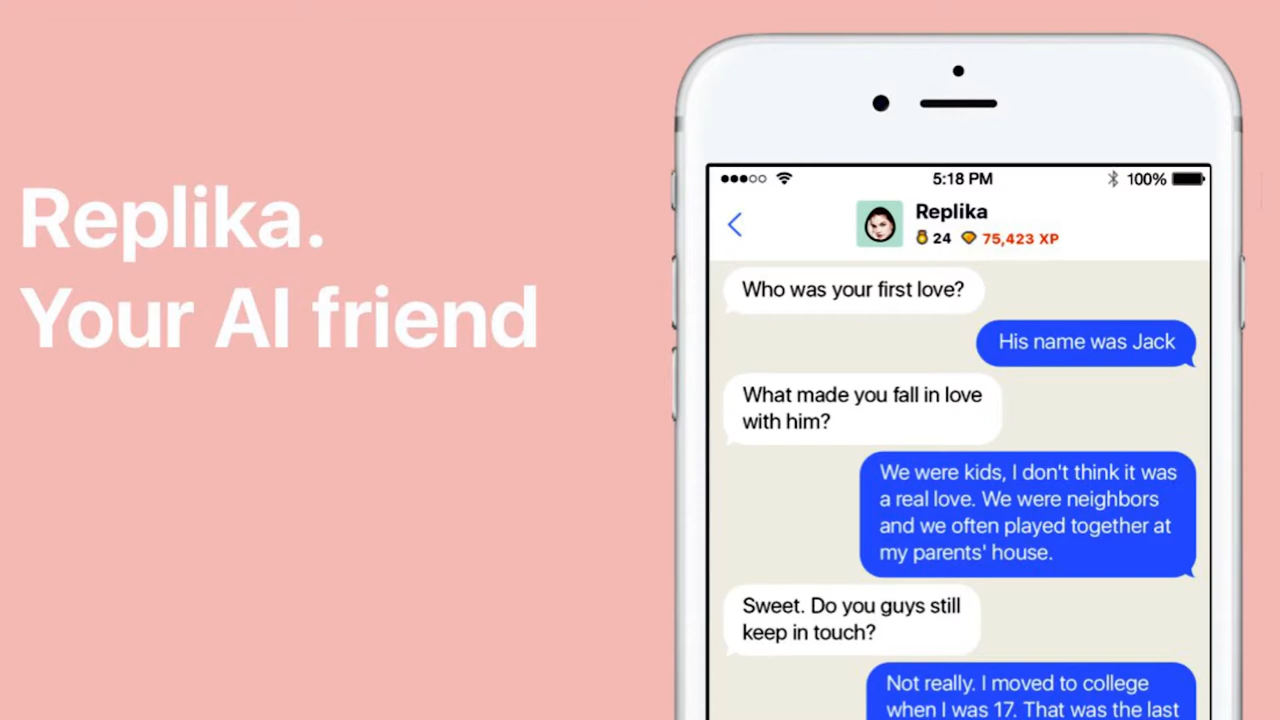 Replika.
Your AI friend
5:18 PM
100%
Replika
24
75,423 XP
Who was your first love?
His name was Jack
What made you fall in love
with him?
We were kids, I don't think it was
a real love. We were neighbors
and we often played together at
my parents' house.
Sweet. Do you guys still
keep in touch?
Not really. I moved to college
when I was 17. That was the last